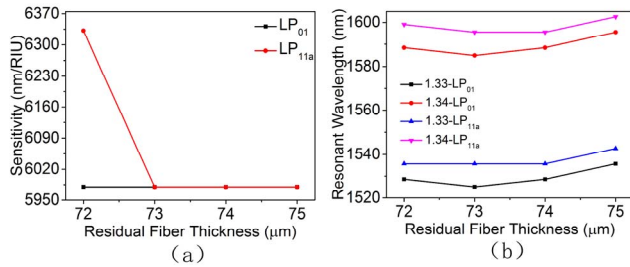 6370
6300
6230
6160
6090
6020
5950
Sensitivity (nm/RIU)
LP01
LP11a
72 73 74 75
Residual Fiber Thickness (μm)
(a)
1600
1580
1560
1540
1520
Resonant Wavelength (nm)
1.33-LP01
1.34-LP01
1.33-LP11a
1.34-LP11a
72 73 74 75
Residual Fiber Thickness (μm)
(b)